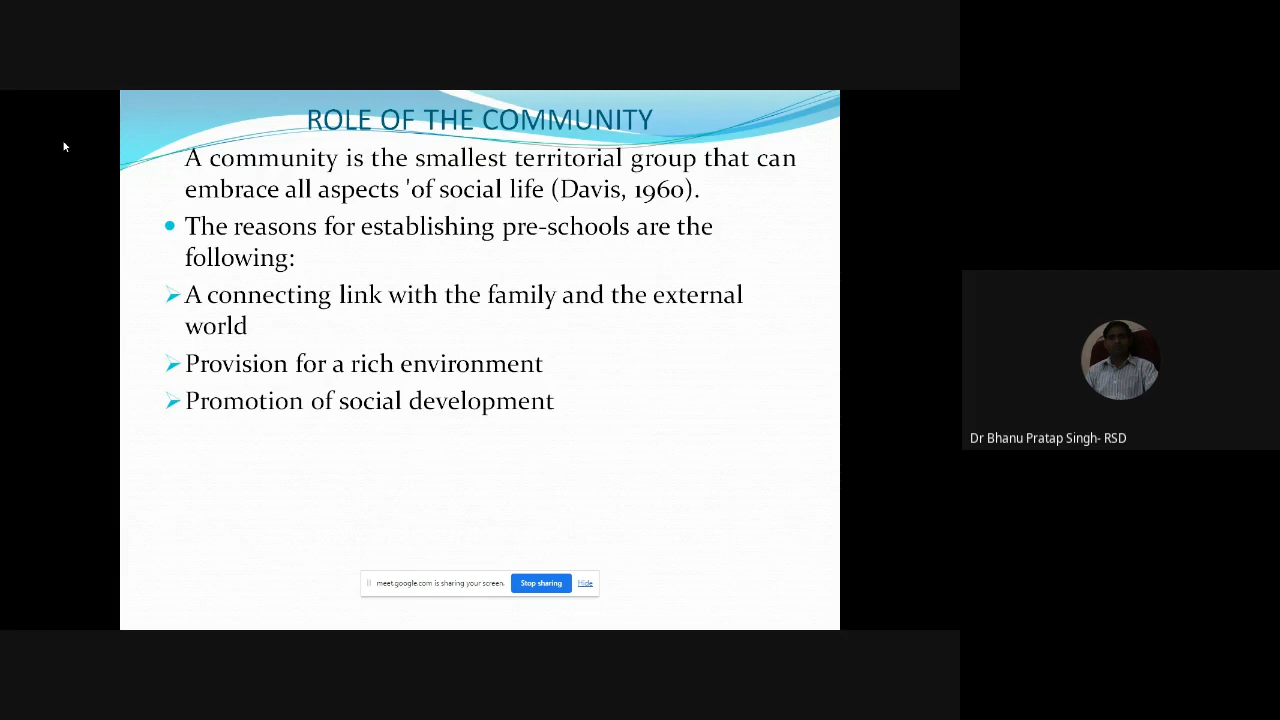 ROLE OF THE COMMUNITY
A community is the smallest territorial group that can
embrace all aspects 'of social life (Davis, 1960).
The reasons for establishing pre-schools are the
following:
A connecting link with the family and the external
world
Provision for a rich environment
Promotion of social development
meet.google.com is sharing your screen. Stop sharing Hide
Dr Bhanu Pratap Singh- RSD